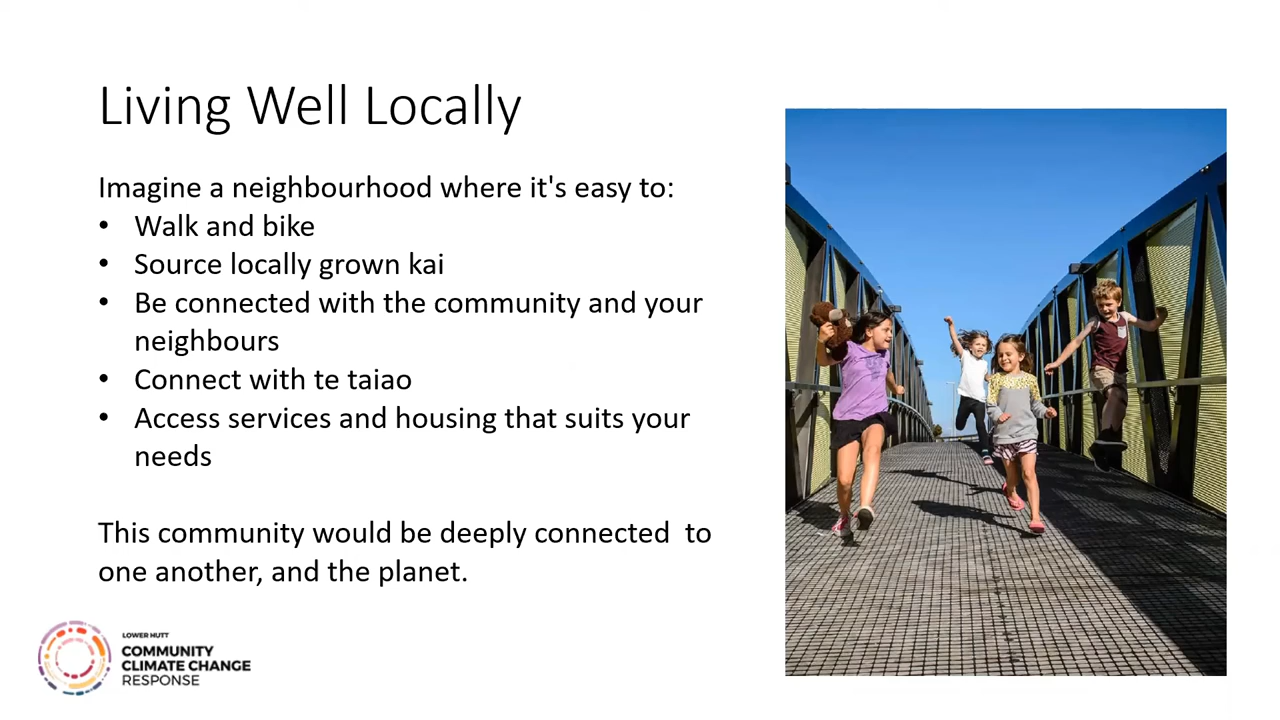 Living Well Locally
Imagine a neighbourhood where it's easy to:
• Walk and bike
• Source locally grown kai
• Be connected with the community and your
neighbours
• Connect with te taiao
• Access services and housing that suits your
needs
This community would be deeply connected  to
one another, and the planet.
LOWER HUTT
COMMUNITY
CLIMATE CHANGE
RESPONSE